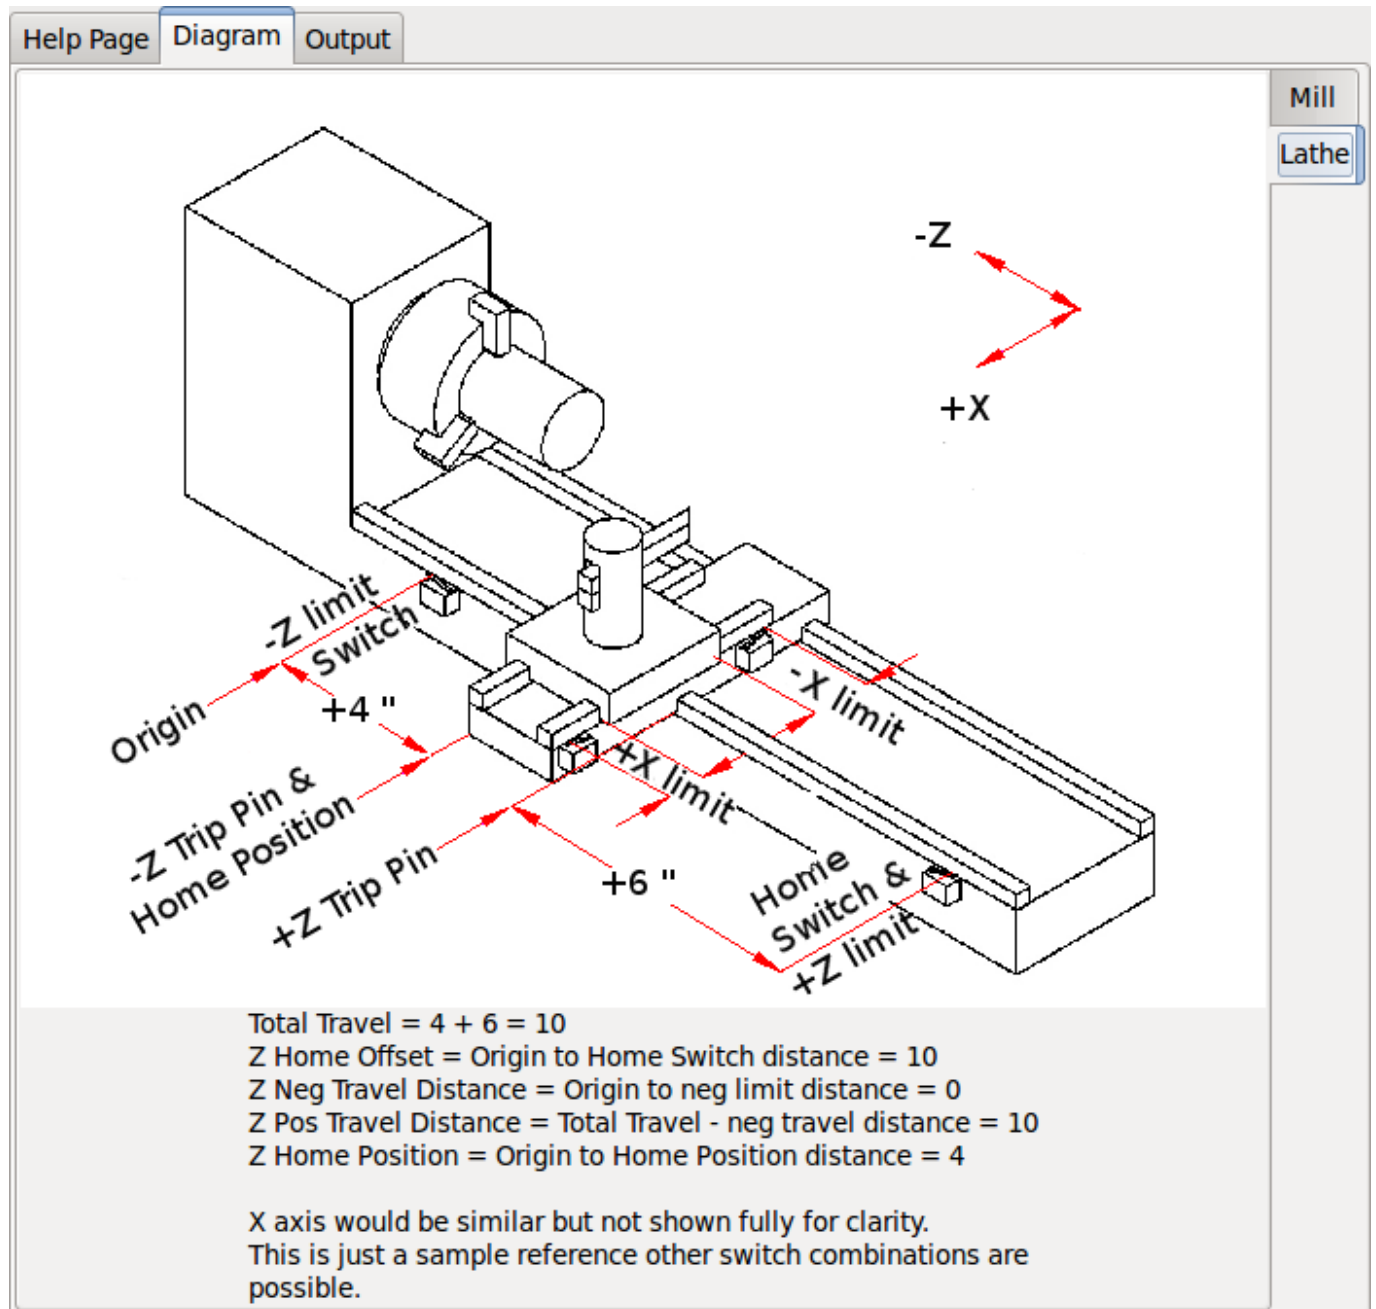 Help Page
Diagram
Output
Mill
Lathe
-Z
+X
-Z limit
Switch
Origin
+4 "
-X limit
-Z Trip Pin &
Home Position
+X limit
+Z Trip Pin
+6 "
Home
Switch &
+Z limit
Total Travel = 4 + 6 = 10
Z Home Offset = Origin to Home Switch distance = 10
Z Neg Travel Distance = Origin to neg limit distance = 0
Z Pos Travel Distance = Total Travel - neg travel distance = 10
Z Home Position = Origin to Home Position distance = 4
X axis would be similar but not shown fully for clarity.
This is just a sample reference other switch combinations are
possible.